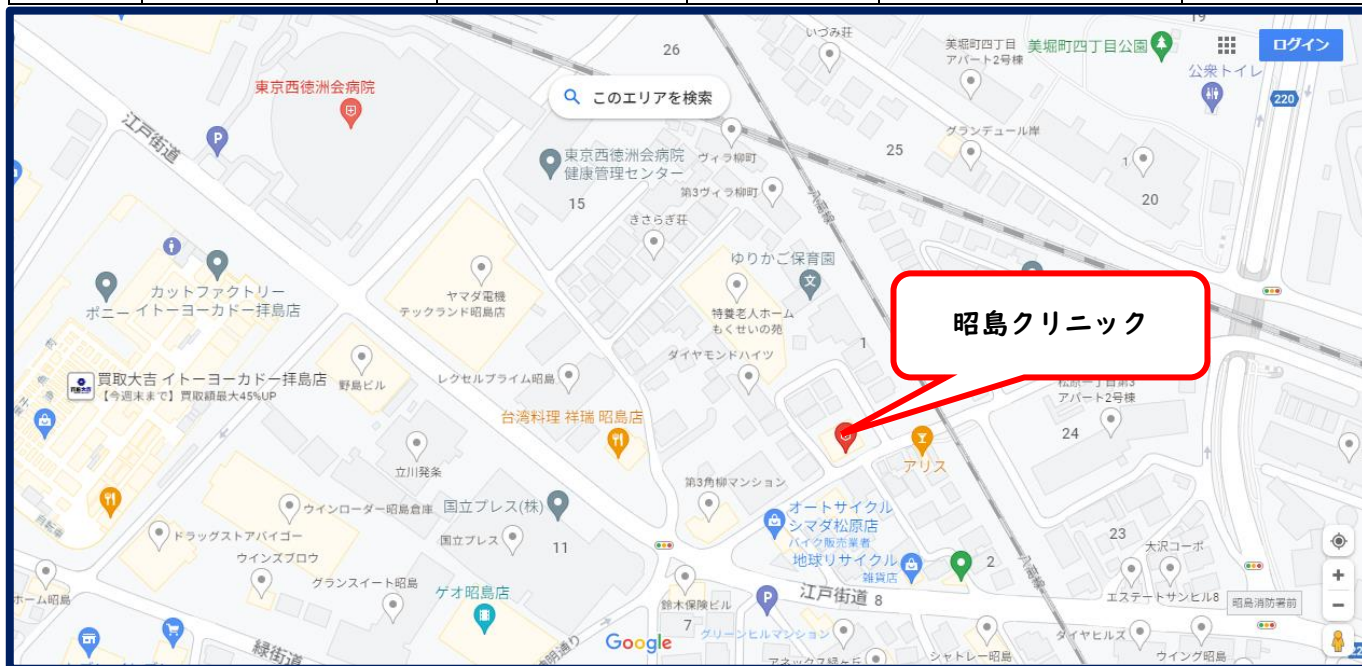 19
いづみ荘
26
美堀町四丁目
アパート2号棟
美堀町四丁目公園
ログイン
公衆トイレ
東京西徳洲会病院
このエリアを検索
220
江戸街道
グランデュール岸
東京西徳洲会病院
健康管理センター
ヴィラ柳町
25
1
第3ヴィラ柳町
20
15
きさらぎ荘
ゆりかご保育園
カットファクトリー
イトーヨーカドー拝島店
ポニー
ヤマダ電機
テックランド昭島店
特養老人ホーム
もくせいの苑
昭島クリニック
1
ダイヤモンドハイツ
買取大吉 イトーヨーカドー拝島店
【今週末まで】買取額最大45%UP
野島ビル
レクセルプライム昭島
松原一丁目第3
アパート2号棟
台湾料理 祥瑞 昭島店
24
アリス
立川発条
第3角柳マンション
ウインローダー昭島倉庫
国立プレス(株)
オートサイクル
シマダ松原店
バイク販売業者
ドラッグストアバイゴー
国立プレス
11
地球リサイクル
雑貨店
2
23
大沢コーポ
ウインズブロウ
自転車
グランスイート昭島
ゲオ昭島店
鈴木保険ビル
江戸街道
8
エステートサンヒル8
昭島消防署前
ホーム昭島
7
グリーンヒルマンション
ダイヤヒルズ
緑街道
Google
アネックス緑ヶ丘
シャトレー昭島
ウイング昭島